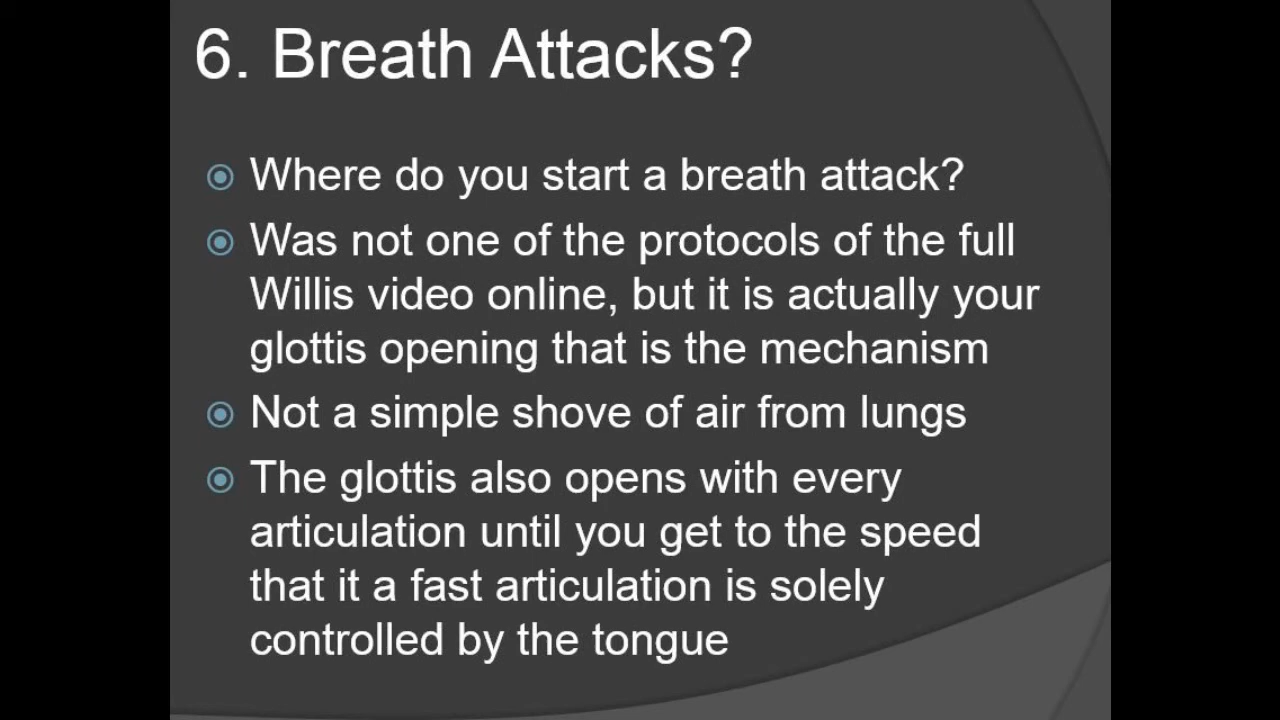 6. Breath Attacks?
Where do you start a breath attack?
Was not one of the protocols of the full
Willis video online, but it is actually your
glottis opening that is the mechanism
Not a simple shove of air from lungs
The glottis also opens with every
articulation until you get to the speed
that it a fast articulation is solely
controlled by the tongue